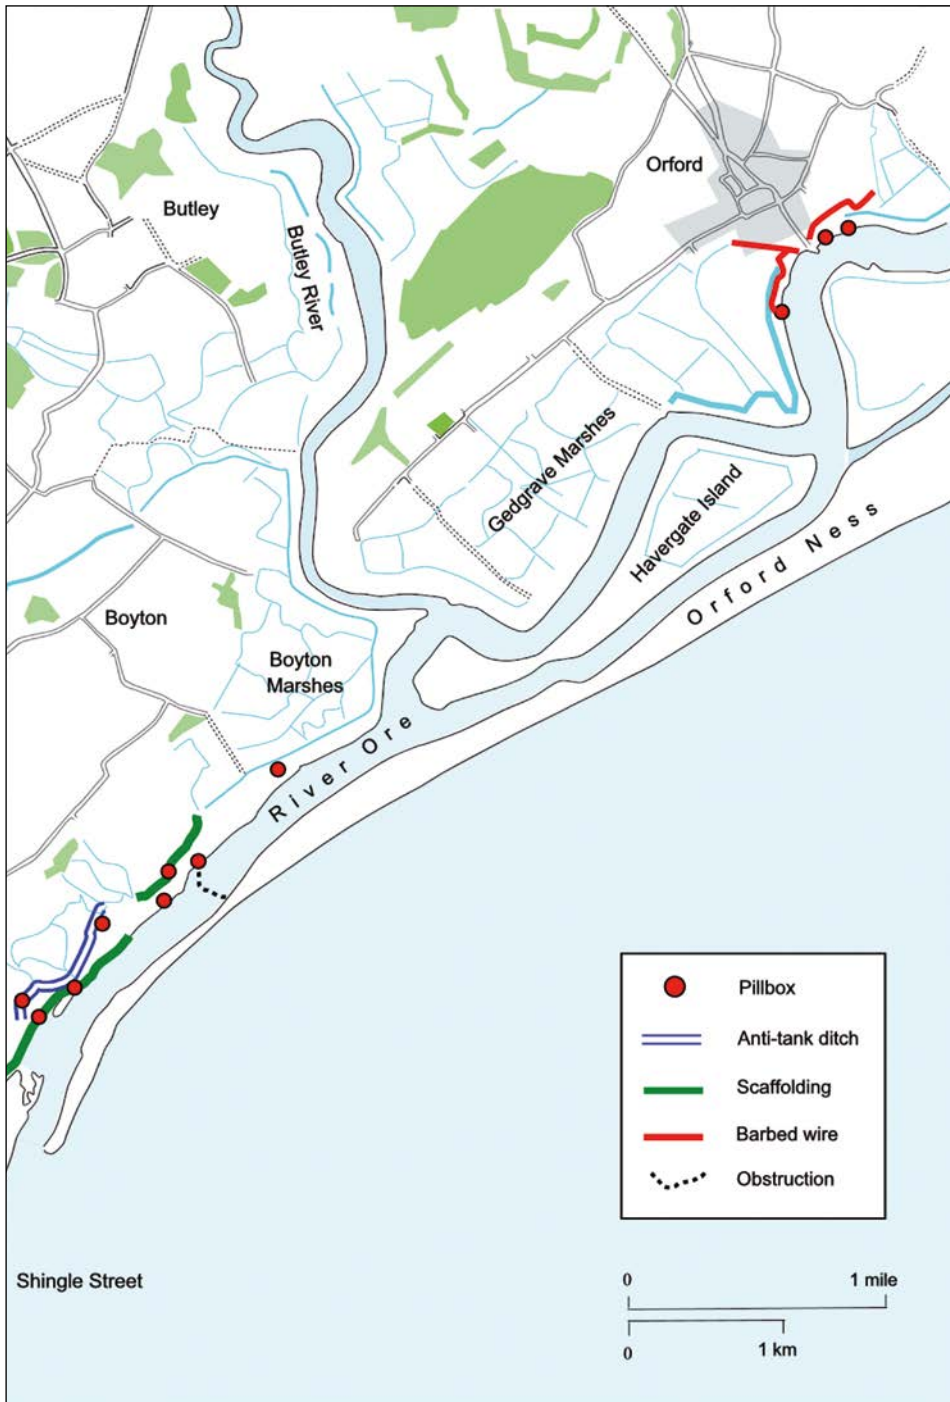 Orford
Butley
Butley River
Gedgrave Marshes
Havergate Island
Orford Ness
Boyton
Boyton
Marshes
River Ore
Pillbox
Anti-tank ditch
Scaffolding
Barbed wire
Obstruction
Shingle Street
0 1 mile
0 1 km